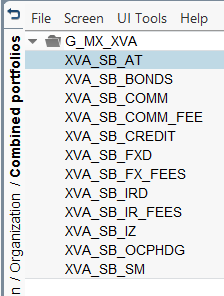 File Screen UI Tools Help
n / Organization / Combined portfolios
G_MX_XVA
XVA_SB_AT
XVA_SB_BONDS
XVA_SB_COMM
XVA_SB_COMM_FEE
XVA_SB_CREDIT
XVA_SB_FXD
XVA_SB_FX_FEES
XVA_SB_IRD
XVA_SB_IR_FEES
XVA_SB_IZ
XVA_SB_OCPHDG
XVA_SB_SM